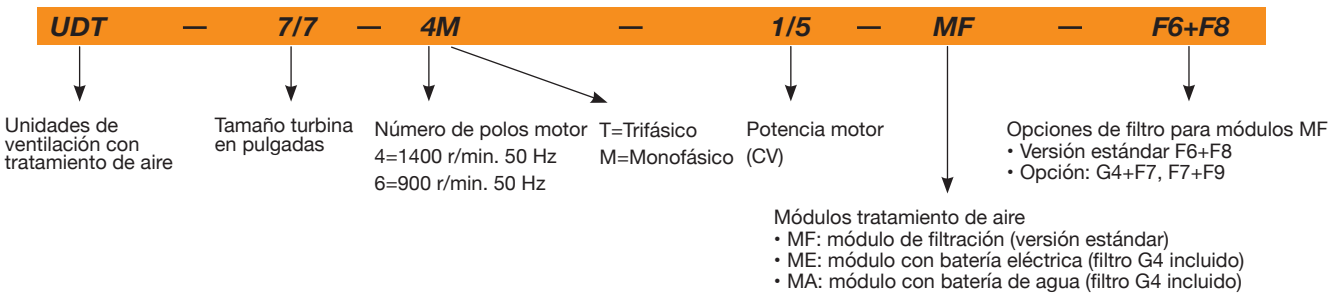 UDT — 7/7 — 4M — 1/5 — MF — F6+F8
Unidades de
ventilación con
tratamiento de aire
Tamaño turbina
en pulgadas
Número de polos motor
4=1400 r/min. 50 Hz
6=900 r/min. 50 Hz
T=Trifásico
M=Monofásico
Potencia motor
(CV)
Opciones de filtro para módulos MF
• Versión estándar F6+F8
• Opción: G4+F7, F7+F9
Módulos tratamiento de aire
• MF: módulo de filtración (versión estándar)
• ME: módulo con batería eléctrica (filtro G4 incluido)
• MA: módulo con batería de agua (filtro G4 incluido)